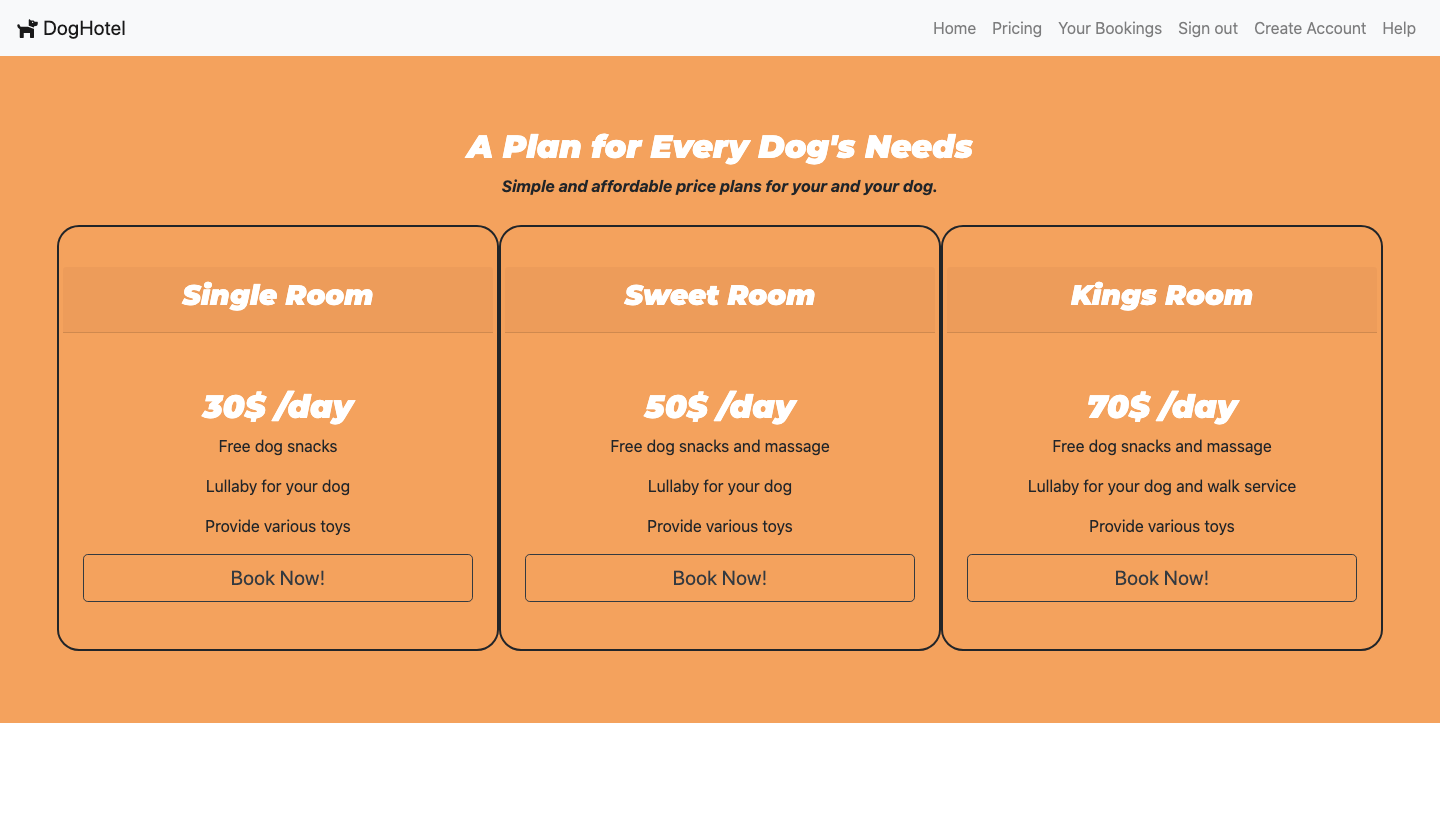 DogHotel
Home Pricing Your Bookings Sign out Create Account Help
A Plan for Every Dog's Needs
Simple and affordable price plans for your and your dog.
Single Room
30$ /day
Free dog snacks
Lullaby for your dog
Provide various toys
Book Now!
Sweet Room
50$ /day
Free dog snacks and massage
Lullaby for your dog
Provide various toys
Book Now!
Kings Room
70$ /day
Free dog snacks and massage
Lullaby for your dog and walk service
Provide various toys
Book Now!